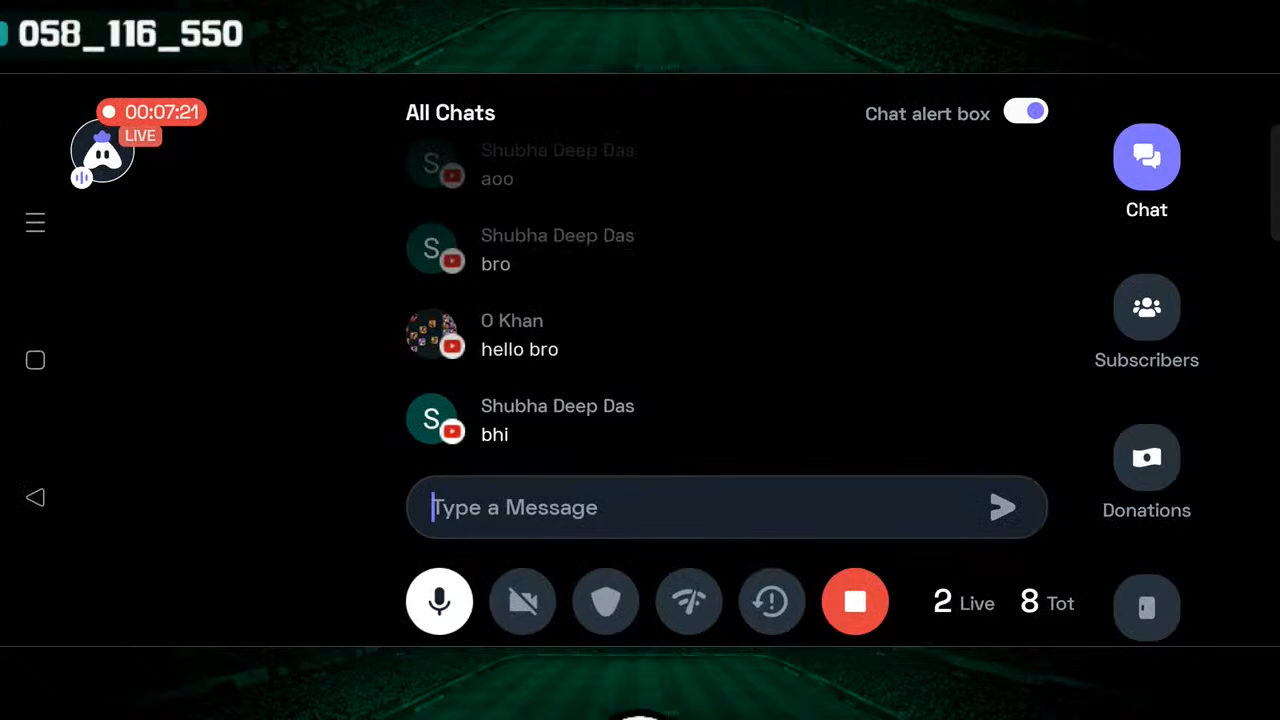 058_116_550
00:07:21
LIVE
All Chats
Chat alert box
S
Shubha Deep Das
aoo
S
Shubha Deep Das
bro
O Khan
hello bro
S
Shubha Deep Das
bhi
Type a Message
2 Live 8 Tot
Chat
Subscribers
Donations